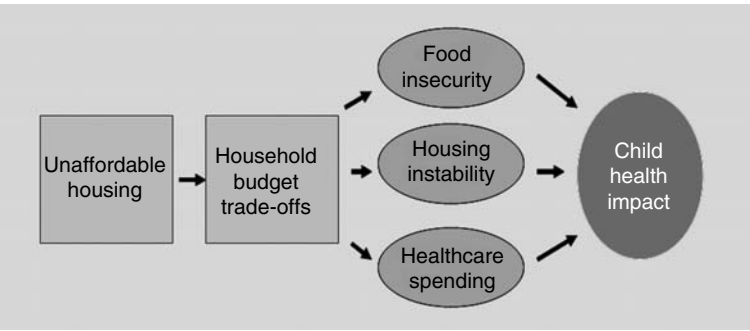 Unaffordable
housing
Household
budget
trade-offs
Food
insecurity
Housing
instability
Healthcare
spending
Child
health
impact